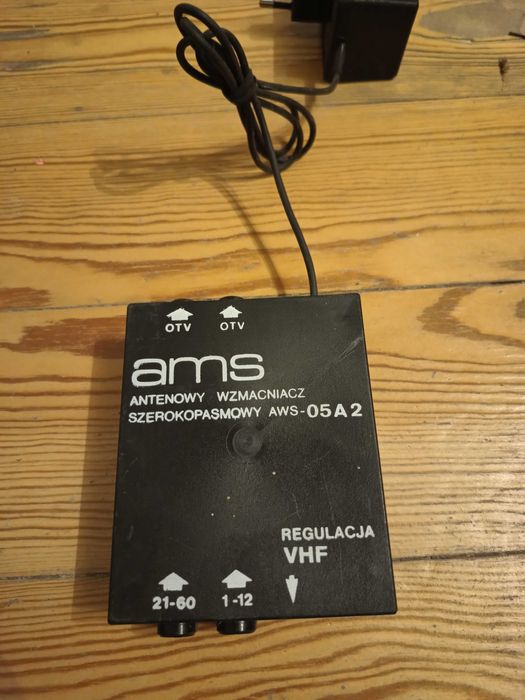 OTV OTV
ams
ANTENOWY WZMACNIACZ
SZEROKOPASMOWY AWS-05A2
REGULACJA
VHF
21-60 1-12